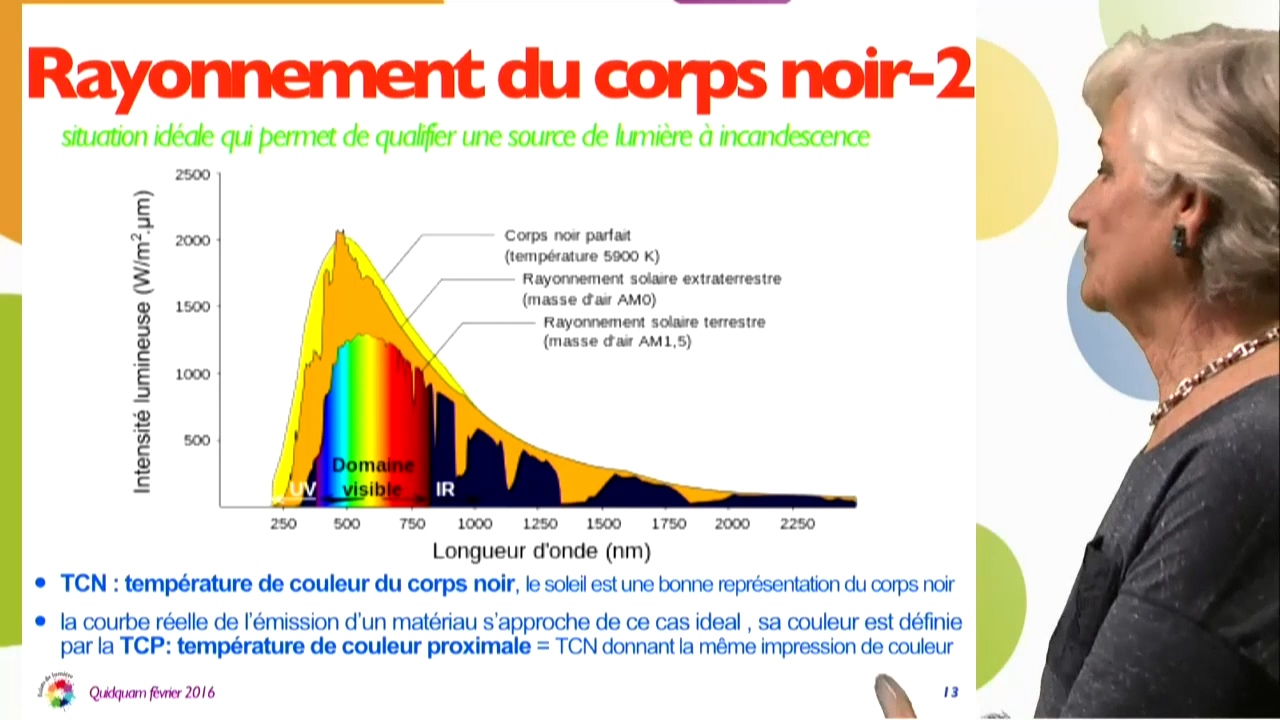 Rayonnement du corps noir-2
situation idéale qui permet de qualifier une source de lumière à incandescence
Intensité lumineuse (W/m².µm)
2500
2000
1500
1000
500
Corps noir parfait
(température 5900 K)
Rayonnement solaire extraterrestre
(masse d'air AM0)
Rayonnement solaire terrestre
(masse d'air AM1,5)
Domaine
UV visible IR
250 500 750 1000 1250 1500 1750 2000 2250
Longueur d'onde (nm)
• TCN : température de couleur du corps noir, le soleil est une bonne représentation du corps noir
• la courbe réelle de l'émission d'un matériau s'approche de ce cas ideal , sa couleur est définie
par la TCP: température de couleur proximale = TCN donnant la même impression de couleur
Quidquam février 2016
13